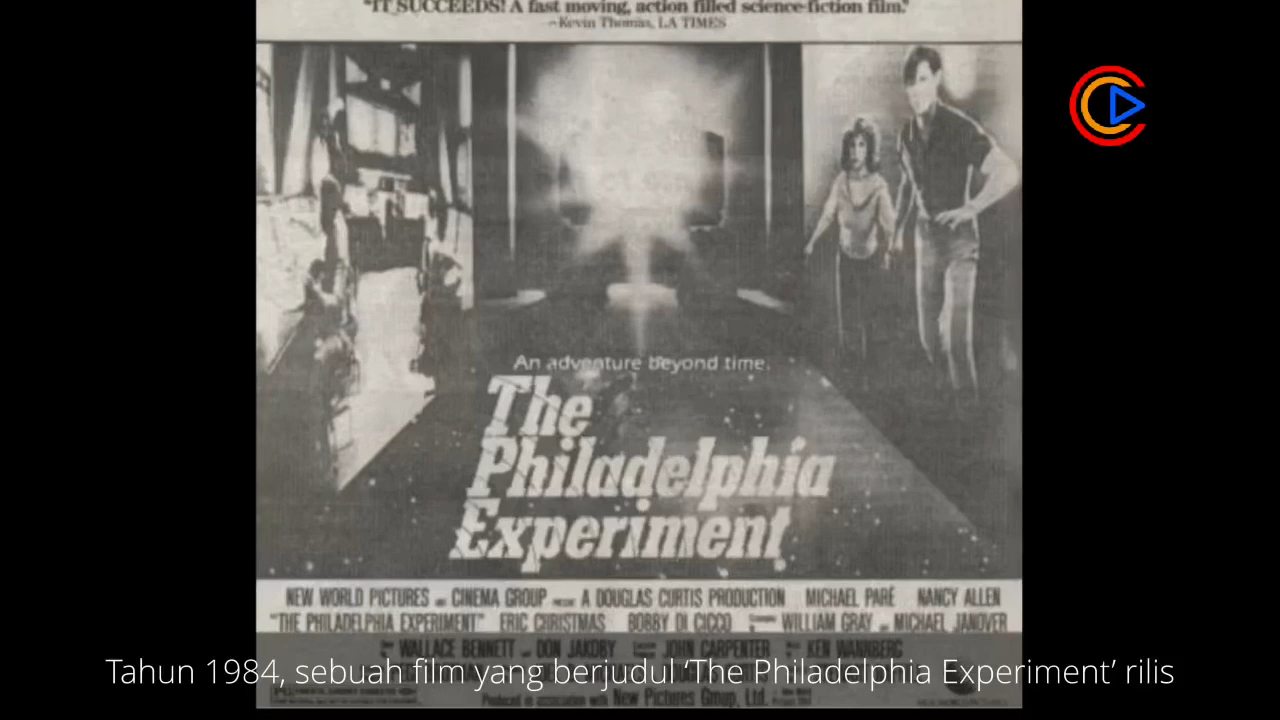 "IT SUCCEEDS! A fast moving, action filled science-fiction film."
–Kevin Thomas, LA TIMES
An adventure beyond time.
The
Philadelphia
Experiment
NEW WORLD PICTURES CINEMA GROUP A DOUGLAS CURTIS PRODUCTION MICHAEL PARÉ NANCY ALLEN
"THE PHILADELPHIA EXPERIMENT" ERIC CHRISTMAS BOBBY DI CICCO WILLIAM GRAY MICHAEL JANOVER
WALLACE BENNETT DON JAKOBY JOHN CARPENTER KEN WANNBERG
Tahun 1984, sebuah film yang berjudul ‘The Philadelphia Experiment’ rilis
Produced in association with New Pictures Group, Ltd.